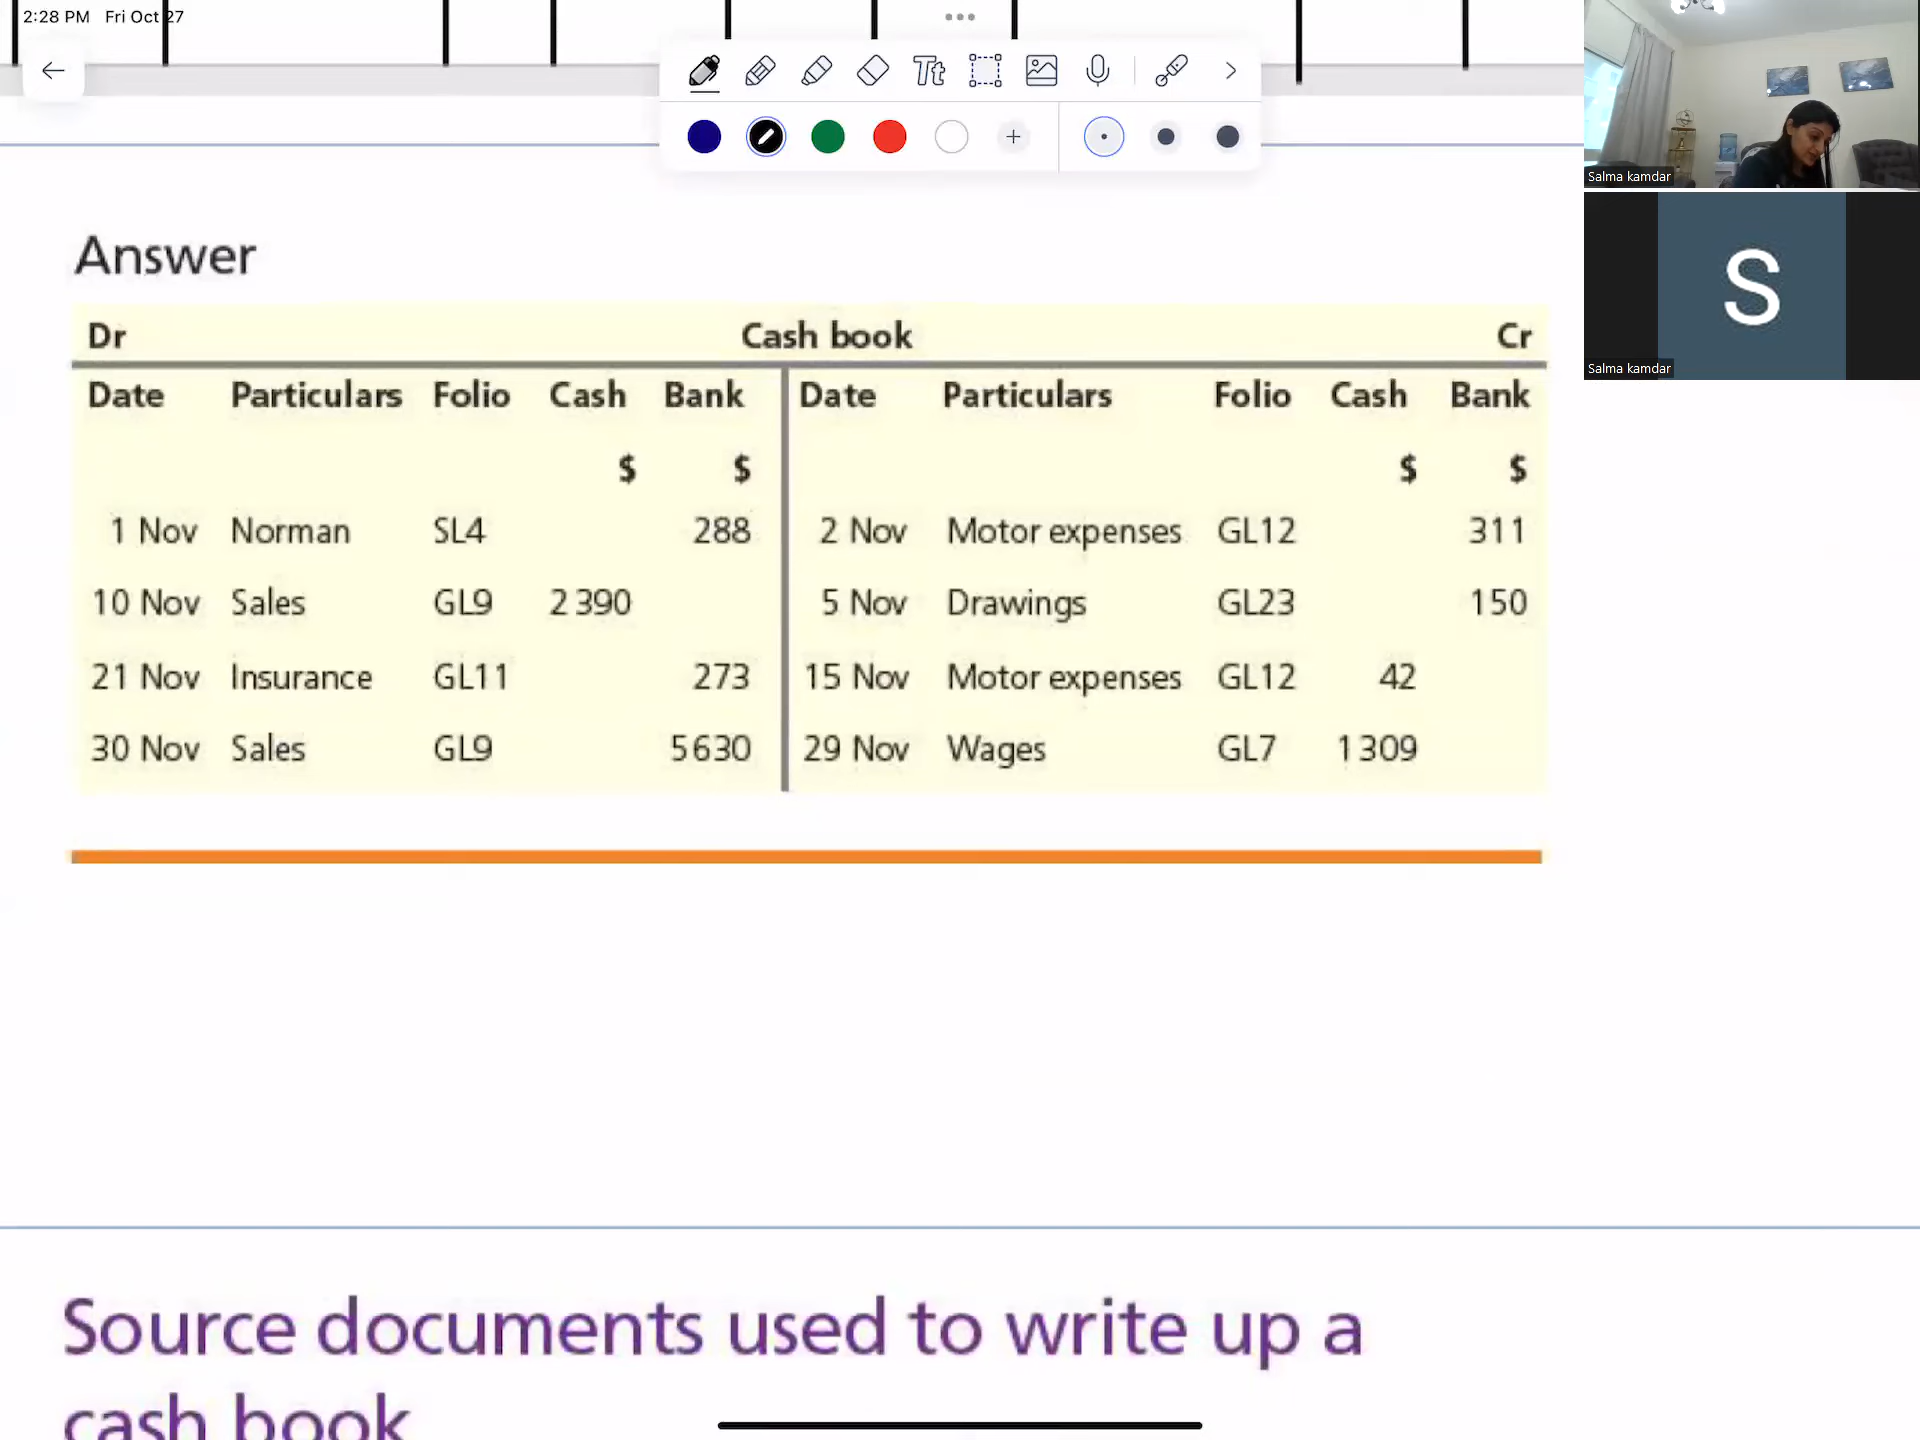 2:28 PM Fri Oct 27
Tt
Salma kamdar
S
Salma kamdar
Answer
Dr Cash book Cr
Date Particulars Folio Cash Bank Date Particulars Folio Cash Bank
$ $ $ $
1 Nov Norman SL4 288 2 Nov Motor expenses GL12 311
10 Nov Sales GL9 2 390 5 Nov Drawings GL23 150
21 Nov Insurance GL11 273 15 Nov Motor expenses GL12 42
30 Nov Sales GL9 5 630 29 Nov Wages GL7 1 309
Source documents used to write up a
cash book